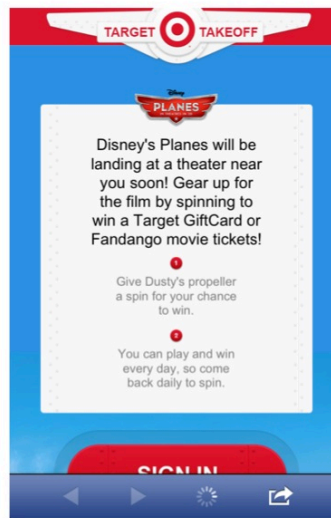 TARGET TAKEOFF
Disney
PLANES
Disney's Planes will be
landing at a theater near
you soon! Gear up for
the film by spinning to
win a Target GiftCard or
Fandango movie tickets!
1
Give Dusty's propeller
a spin for your chance
to win.
2
You can play and win
every day, so come
back daily to spin.
SIGN IN